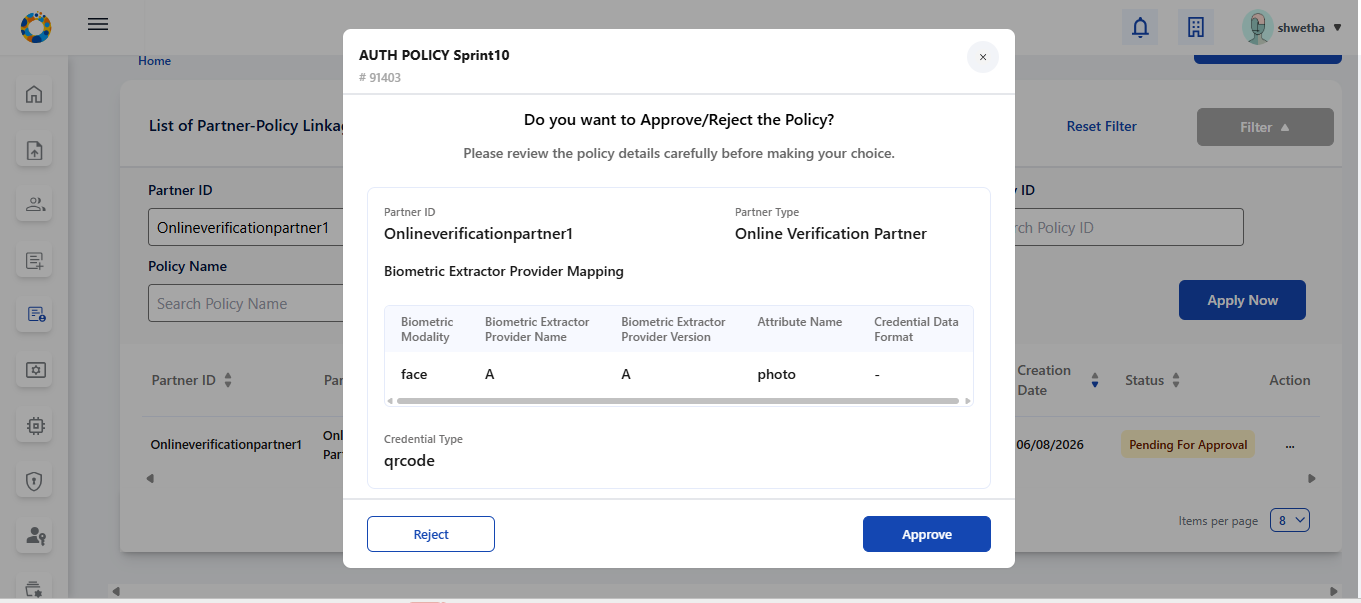 shwetha
AUTH POLICY Sprint10
# 91403
Do you want to Approve/Reject the Policy?
Please review the policy details carefully before making your choice.
Partner ID
Onlineverificationpartner1
Partner Type
Online Verification Partner
Biometric Extractor Provider Mapping
Biometric Modality
Biometric Extractor Provider Name
Biometric Extractor Provider Version
Attribute Name
Credential Data Format
face
A
A
photo
-
Credential Type
qrcode
Reject
Approve
Home
List of Partner-Policy
Reset Filter
Filter
Partner ID
ID
Onlineverificationpartner1
Policy ID
Policy Name
Search Policy Name
Apply Now
Partner ID
Creation Date
Status
Action
Onlineverificationpartner1
06/08/2026
Pending For Approval
...
Items per page
8